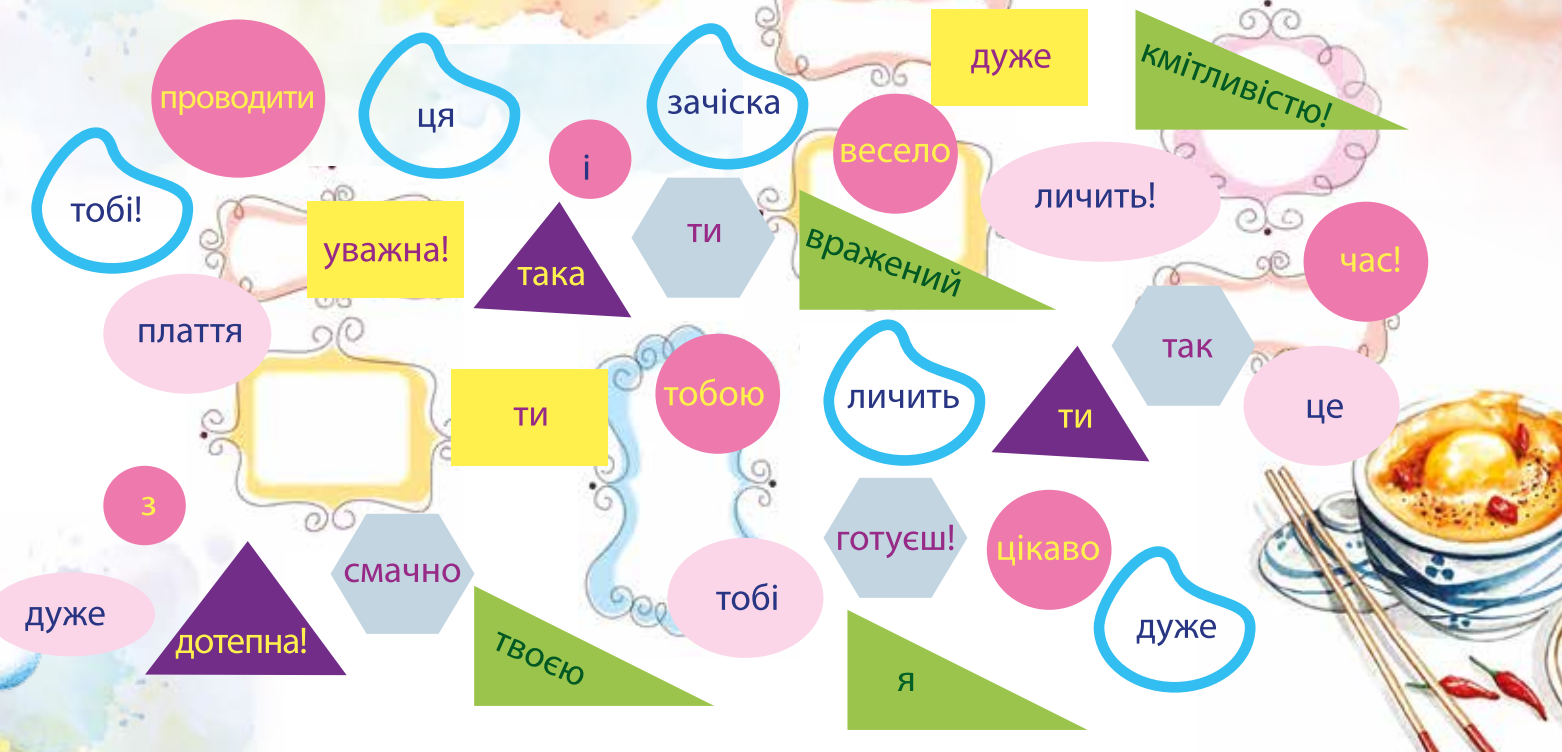 дуже
кмітливістю!
проводити
ця
зачіска
весело
і
личить!
тобі!
уважна!
така
ти
вражений
час!
плаття
так
ти
тобою
личить
ти
це
з
смачно
готуєш!
цікаво
дуже
дотепна!
твоєю
тобі
я
дуже